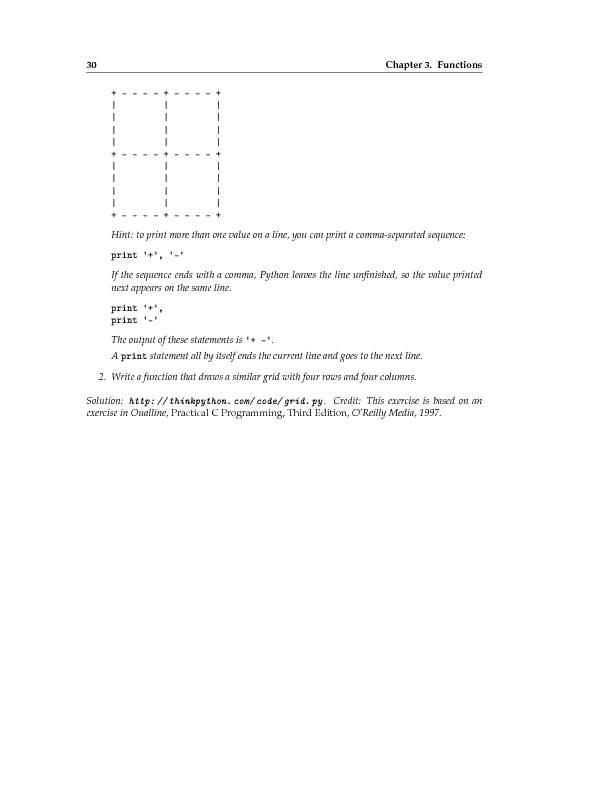 30 Chapter 3. Functions
+ - - - - + - - - - +
|         |         |
|         |         |
|         |         |
|         |         |
+ - - - - + - - - - +
|         |         |
|         |         |
|         |         |
|         |         |
+ - - - - + - - - - +
Hint: to print more than one value on a line, you can print a comma-separated sequence:
print '+', '-'
If the sequence ends with a comma, Python leaves the line unfinished, so the value printed
next appears on the same line.
print '+',
print '-'
The output of these statements is '+ -'.
A print statement all by itself ends the current line and goes to the next line.
2. Write a function that draws a similar grid with four rows and four columns.
Solution: http://thinkpython.com/code/grid.py. Credit: This exercise is based on an
exercise in Oualline, Practical C Programming, Third Edition, O'Reilly Media, 1997.